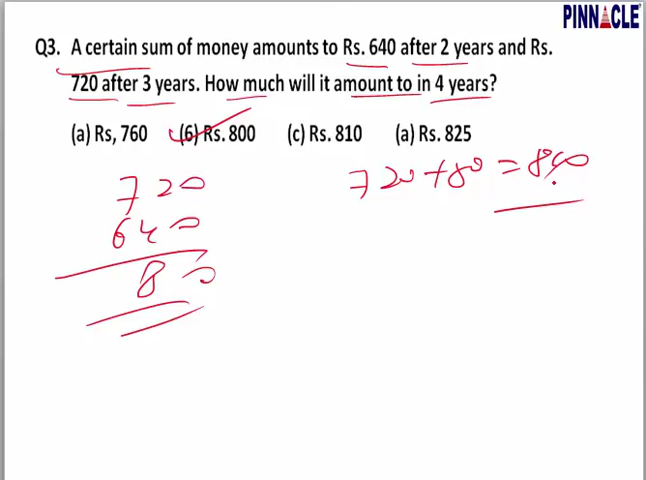 PINNACLE
Q3. A certain sum of money amounts to Rs. 640 after 2 years and Rs.
720 after 3 years. How much will it amount to in 4 years?
(a) Rs, 760 (6) Rs. 800 (c) Rs. 810 (a) Rs. 825
720 + 80 = 800
720
640
80